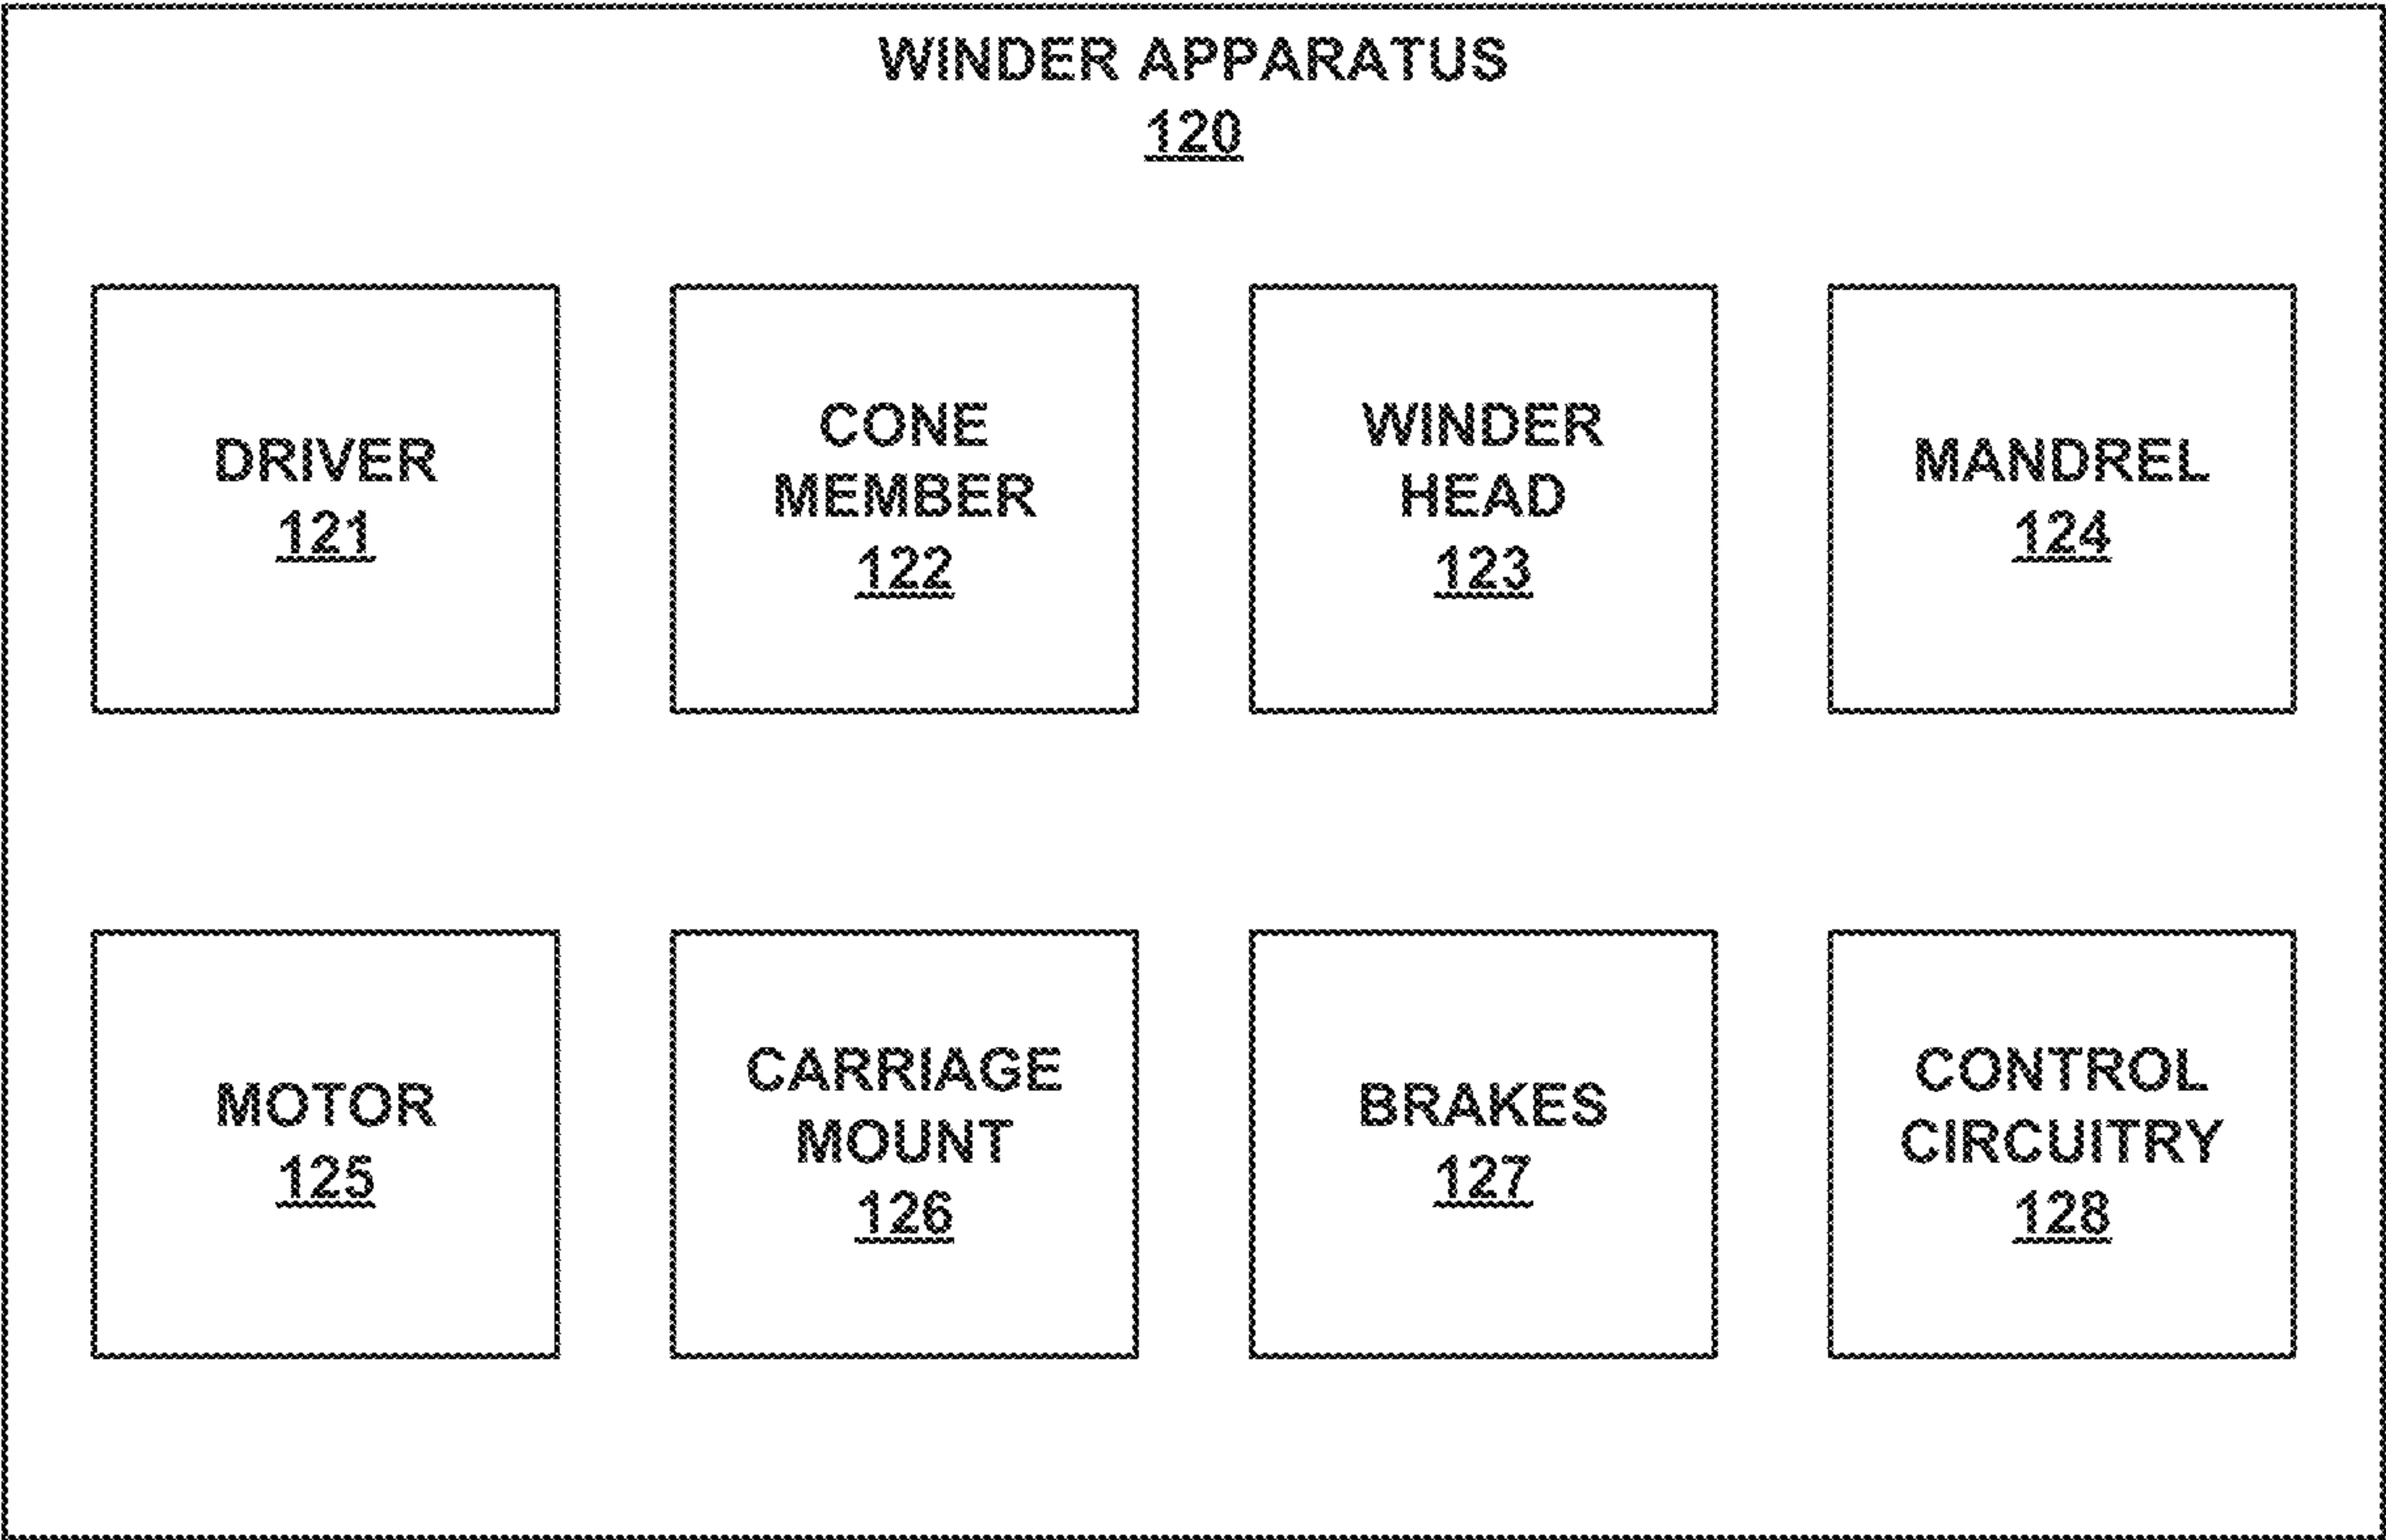 WINDER APPARATUS
120
DRIVER
121
CONE
MEMBER
122
WINDER
HEAD
123
MANDREL
124
MOTOR
125
CARRIAGE
MOUNT
126
BRAKES
127
CONTROL
CIRCUITRY
128